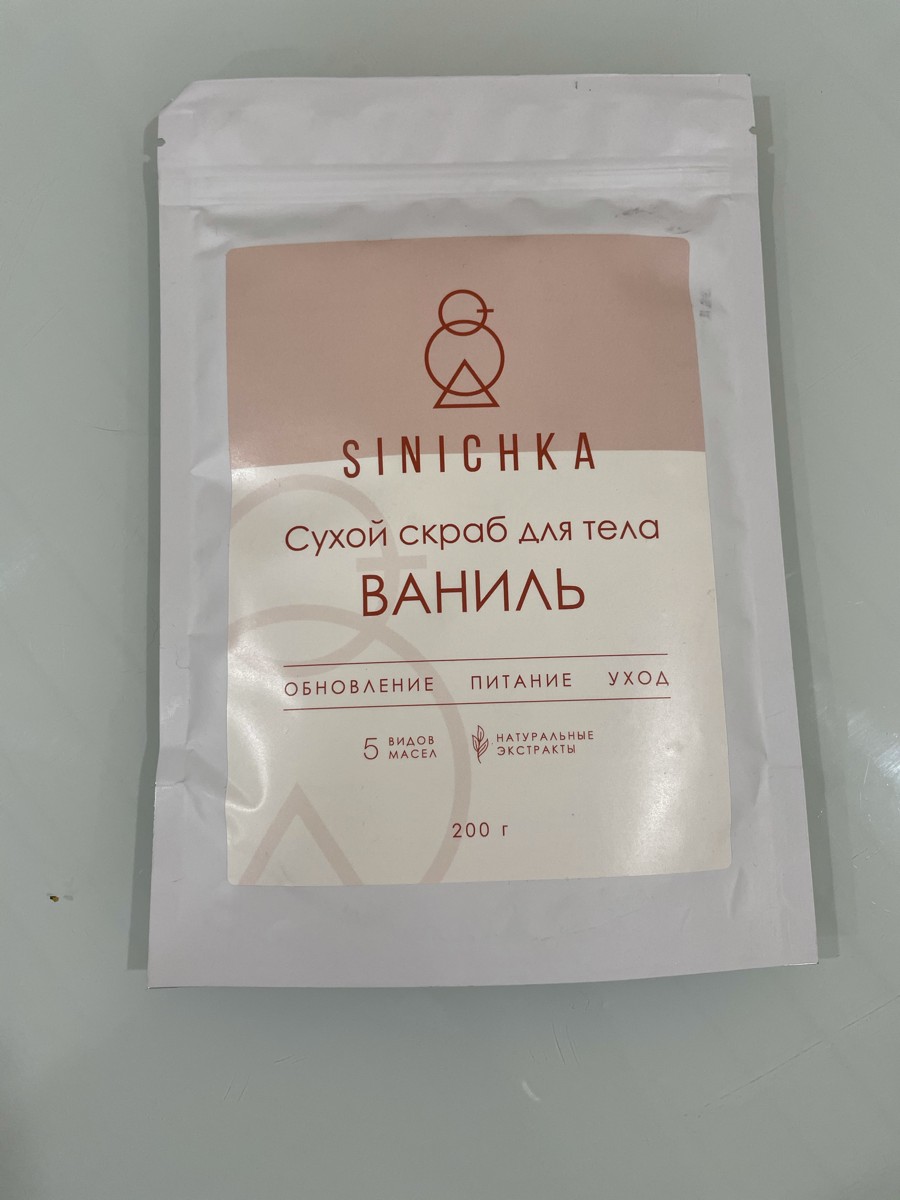 SINICHKA
Сухой скраб для тела
ВАНИЛЬ
ОБНОВЛЕНИЕ ПИТАНИЕ УХОД
5 ВИДОВ МАСЕЛ
НАТУРАЛЬНЫЕ ЭКСТРАКТЫ
200 г